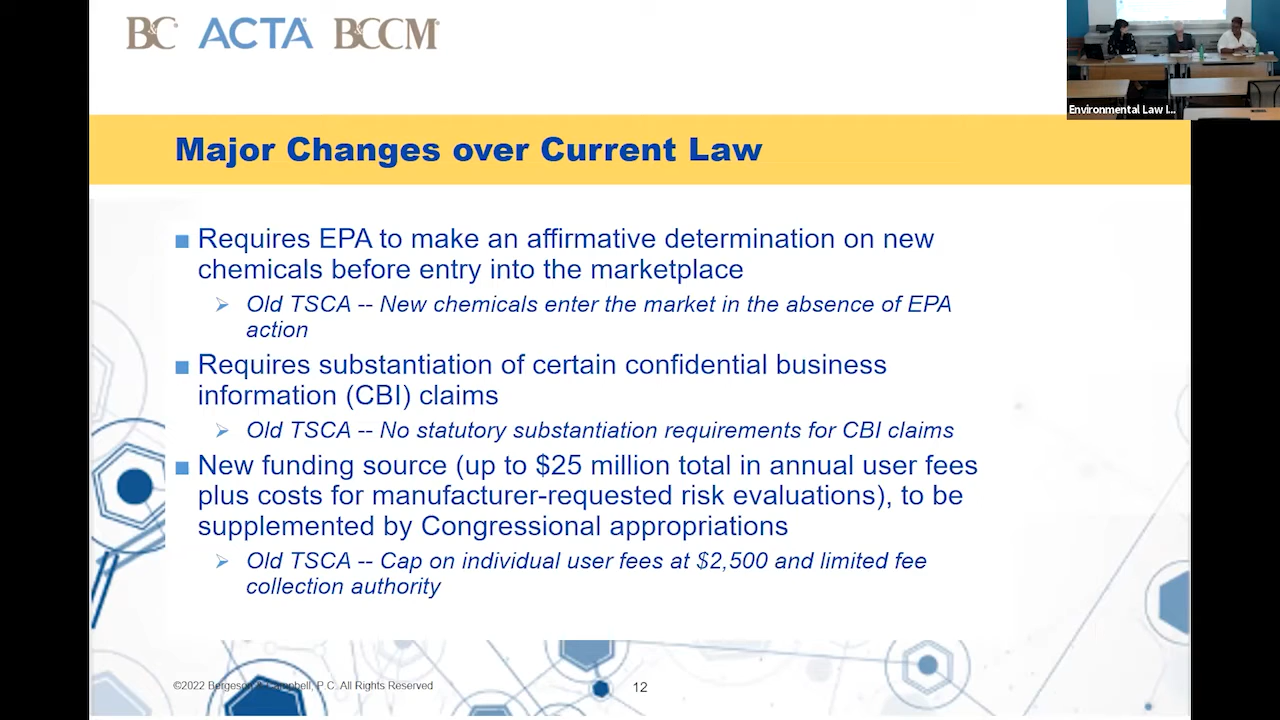 B&C® ACTA® BCCM®
Environmental Law I...
Major Changes over Current Law
Requires EPA to make an affirmative determination on new
chemicals before entry into the marketplace
Old TSCA -- New chemicals enter the market in the absence of EPA
action
Requires substantiation of certain confidential business
information (CBI) claims
Old TSCA -- No statutory substantiation requirements for CBI claims
New funding source (up to $25 million total in annual user fees
plus costs for manufacturer-requested risk evaluations), to be
supplemented by Congressional appropriations
Old TSCA -- Cap on individual user fees at $2,500 and limited fee
collection authority
©2022 Bergeson & Campbell, P.C. All Rights Reserved
12